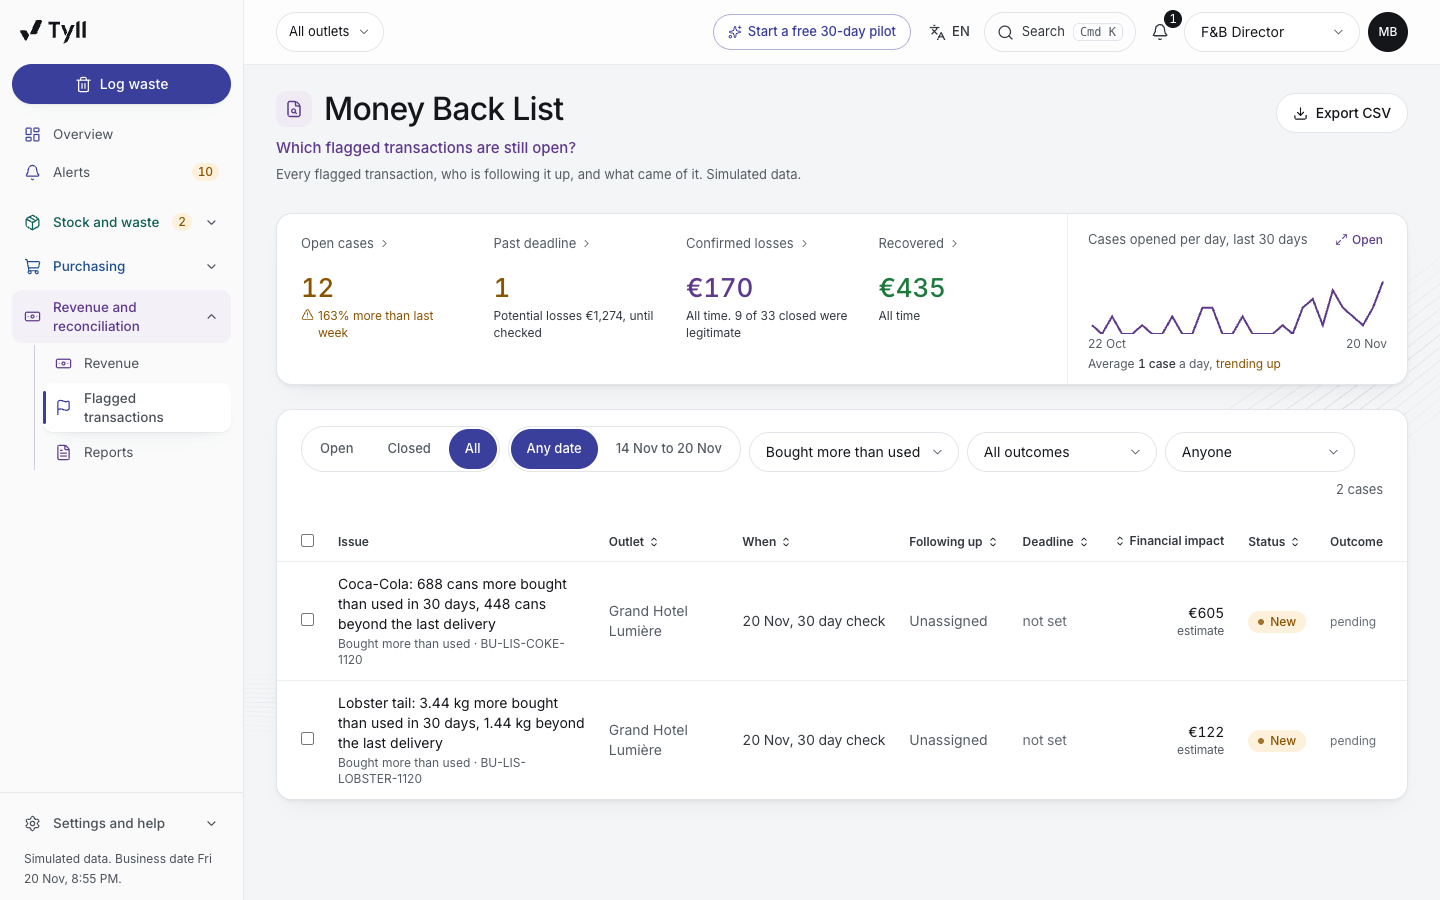 Tyll
Log waste
Overview
Alerts
10
Stock and waste
2
Purchasing
Revenue and
reconciliation
Revenue
Flagged
transactions
Reports
Settings and help
Simulated data. Business date Fri
20 Nov, 8:55 PM.
All outlets
Start a free 30-day pilot
EN
Search
Cmd K
1
F&B Director
MB
Money Back List
Export CSV
Which flagged transactions are still open?
Every flagged transaction, who is following it up, and what came of it. Simulated data.
Open cases
12
163% more than last
week
Past deadline
1
Potential losses €1,274, until
checked
Confirmed losses
€170
All time. 9 of 33 closed were
legitimate
Recovered
€435
All time
Cases opened per day, last 30 days
Open
22 Oct
20 Nov
Average 1 case a day, trending up
Open
Closed
All
Any date
14 Nov to 20 Nov
Bought more than used
All outcomes
Anyone
2 cases
Issue
Outlet
When
Following up
Deadline
Financial impact
Status
Outcome
Coca-Cola: 688 cans more bought
than used in 30 days, 448 cans
beyond the last delivery
Bought more than used · BU-LIS-COKE-
1120
Grand Hotel
Lumière
20 Nov, 30 day check
Unassigned
not set
€605
estimate
New
pending
Lobster tail: 3.44 kg more bought
than used in 30 days, 1.44 kg beyond
the last delivery
Bought more than used · BU-LIS-
LOBSTER-1120
Grand Hotel
Lumière
20 Nov, 30 day check
Unassigned
not set
€122
estimate
New
pending